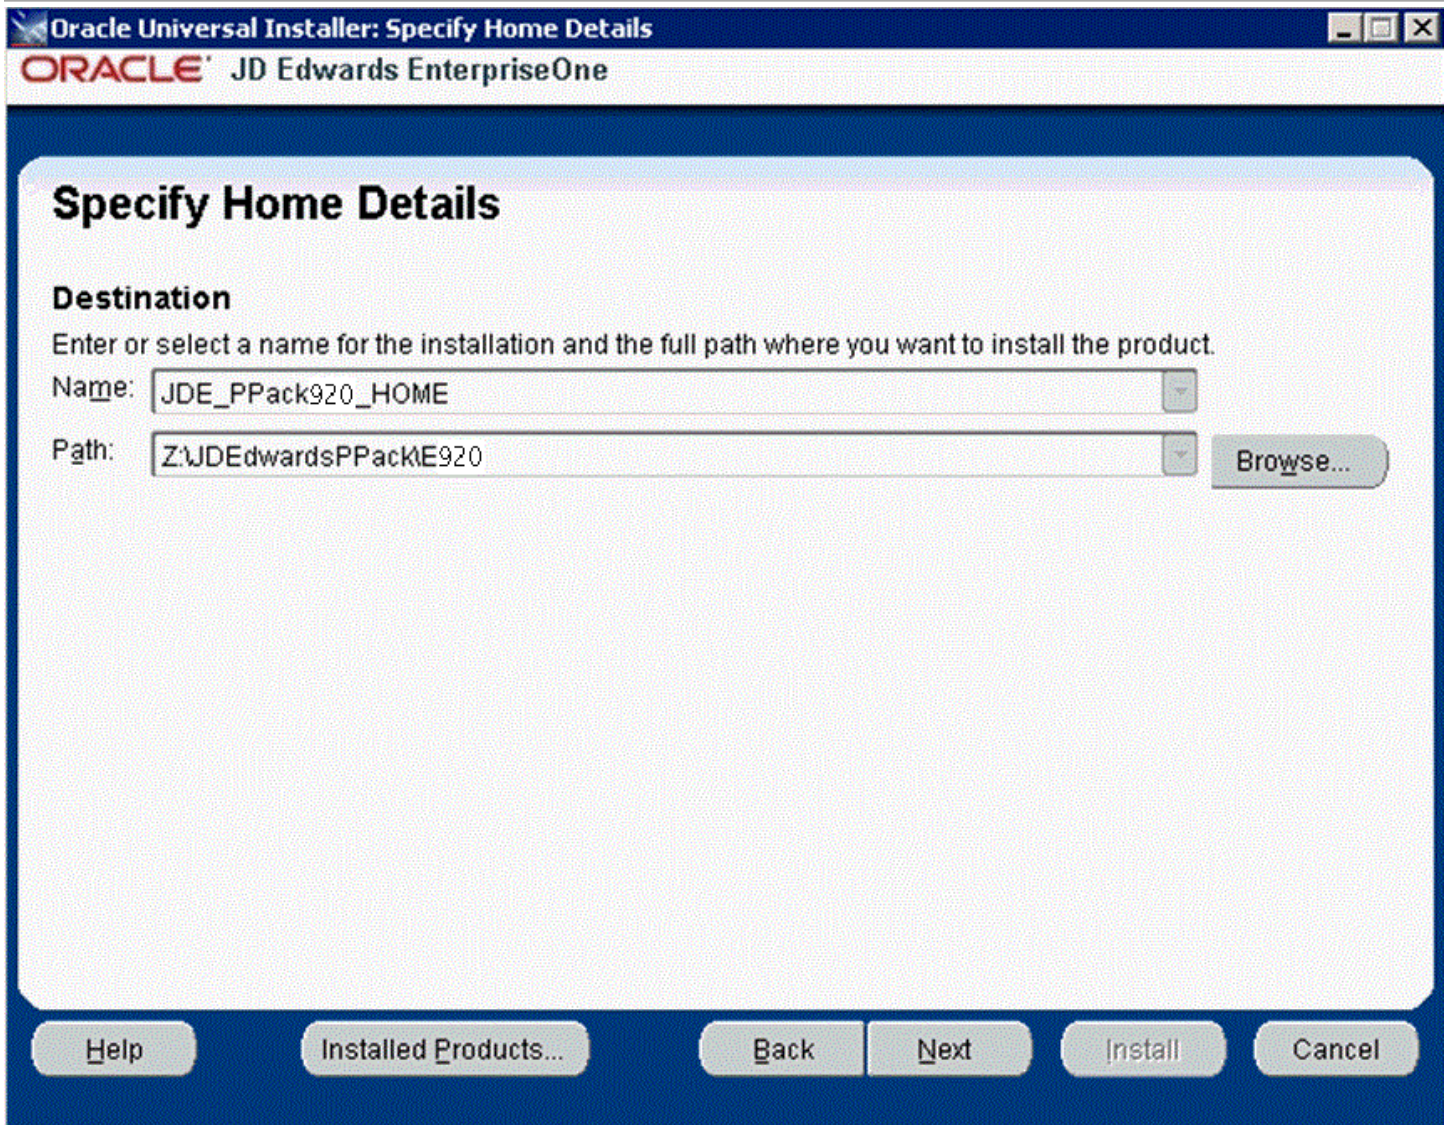 Oracle Universal Installer: Specify Home Details
ORACLE JD Edwards EnterpriseOne
Specify Home Details
Destination
Enter or select a name for the installation and the full path where you want to install the product.
Name: JDE_PPack920_HOME
Path: Z:\JDEdwardsPPack\E920 Browse...
Help Installed Products... Back Next Install Cancel